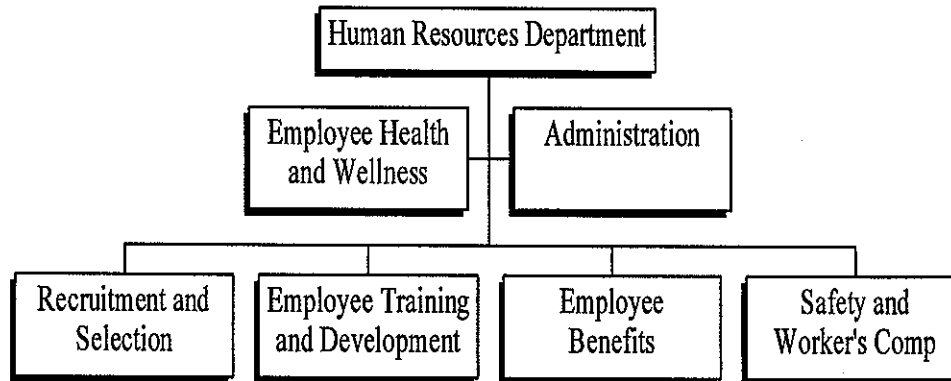 Human Resources Department
Employee Health
and Wellness
Administration
Recruitment and
Selection
Employee Training
and Development
Employee
Benefits
Safety and
Worker's Comp